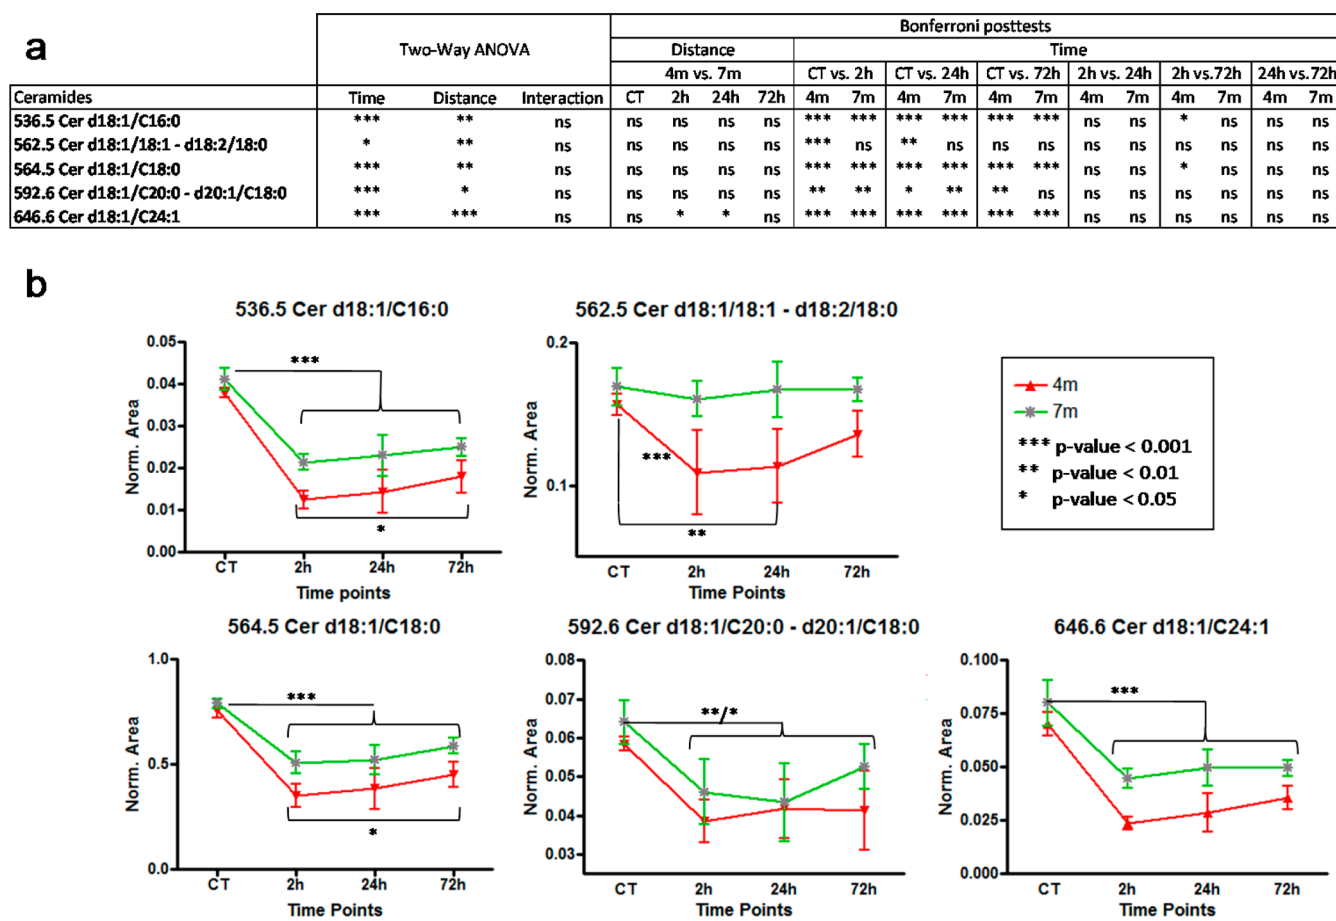 a
Two-Way ANOVA
Bonferroni posttests
Distance Time
4m vs. 7m CT vs. 2h CT vs. 24h CT vs. 72h 2h vs. 24h 2h vs.72h 24h vs.72h
Ceramides Time Distance Interaction CT 2h 24h 72h 4m 7m 4m 7m 4m 7m 4m 7m 4m 7m 4m 7m
536.5 Cer d18:1/C16:0 *** ** ns ns ns ns ns *** *** *** *** *** *** ns ns * ns ns ns
562.5 Cer d18:1/18:1 - d18:2/18:0 * ** ns ns ns ns ns *** ns ** ns ns ns ns ns ns ns ns ns
564.5 Cer d18:1/C18:0 *** ** ns ns ns ns ns *** *** *** *** *** *** ns ns * ns ns ns
592.6 Cer d18:1/C20:0 - d20:1/C18:0 *** * ns ns ns ns ns ** ** * ** ** ns ns ns ns ns ns ns
646.6 Cer d18:1/C24:1 *** *** ns ns * * ns *** *** *** *** *** *** ns ns ns ns ns ns
b
536.5 Cer d18:1/C16:0
Norm. Area
0.05
0.04
0.03
0.02
0.01
0.00
***
*
CT 2h 24h 72h
Time points
562.5 Cer d18:1/18:1 - d18:2/18:0
Norm. Area
0.2
0.1
***
**
CT 2h 24h 72h
Time Points
4m
7m
*** p-value < 0.001
** p-value < 0.01
* p-value < 0.05
564.5 Cer d18:1/C18:0
Norm. Area
1.0
0.5
0.0
***
*
CT 2h 24h 72h
Time Points
592.6 Cer d18:1/C20:0 - d20:1/C18:0
Norm. Area
0.08
0.07
0.06
0.05
0.04
0.03
**/*
CT 2h 24h 72h
Time Points
646.6 Cer d18:1/C24:1
Norm. Area
0.100
0.075
0.050
0.025
0.000
***
CT 2h 24h 72h
Time Points